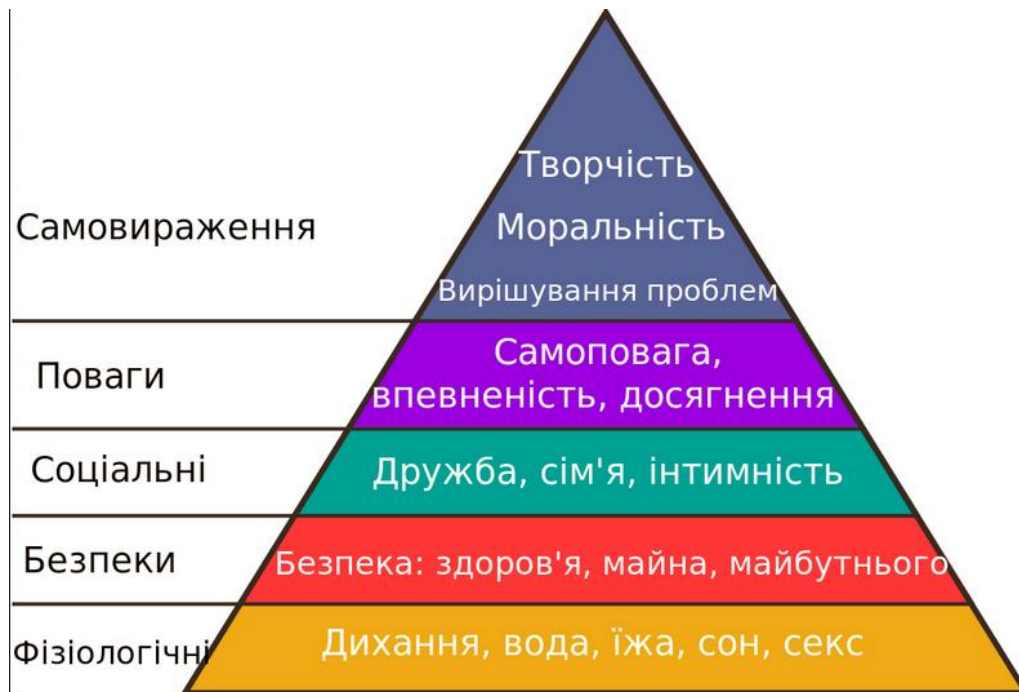 Творчість
Самовираження
Моральність
Вирішування проблем
Поваги
Самоповага,
впевненість, досягнення
Соціальні
Дружба, сім'я, інтимність
Безпеки
Безпека: здоров'я, майна, майбутнього
Фізіологічні
Дихання, вода, їжа, сон, секс